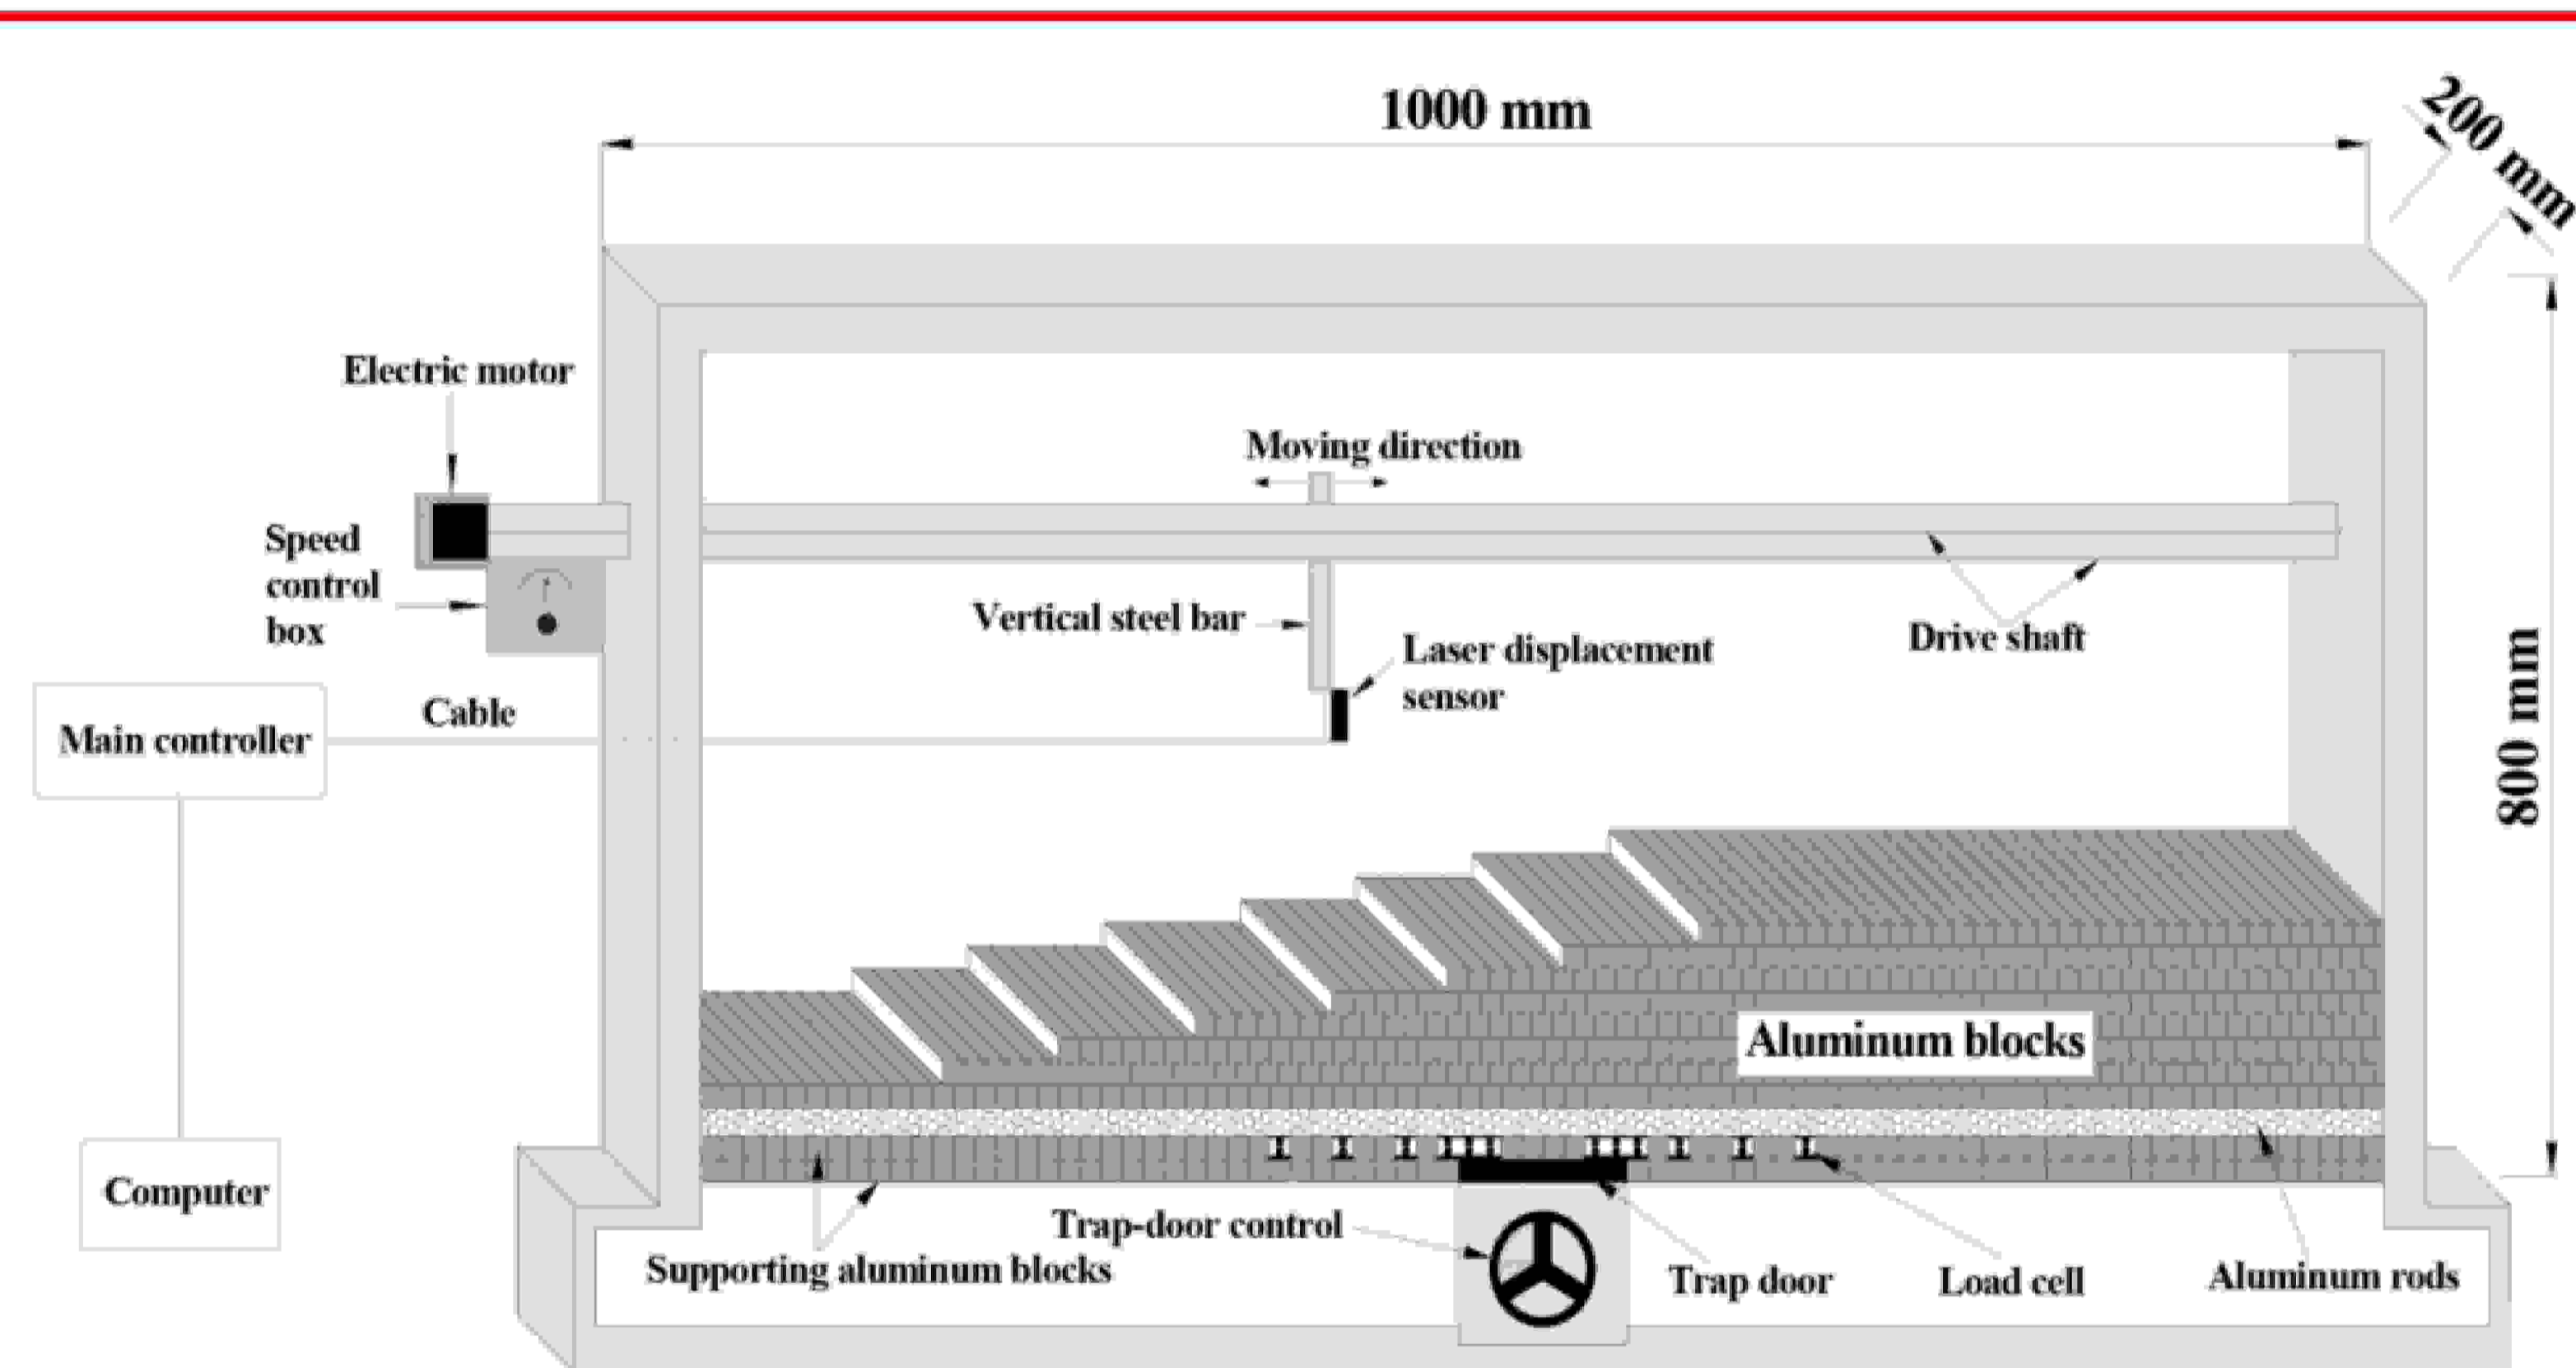 1000 mm
200 mm
Electric motor
Moving direction
Speed
control
box
Vertical steel bar
Laser displacement
sensor
Drive shaft
800 mm
Cable
Main controller
Aluminum blocks
Computer
Trap-door control
Supporting aluminum blocks
Trap door
Load cell
Aluminum rods